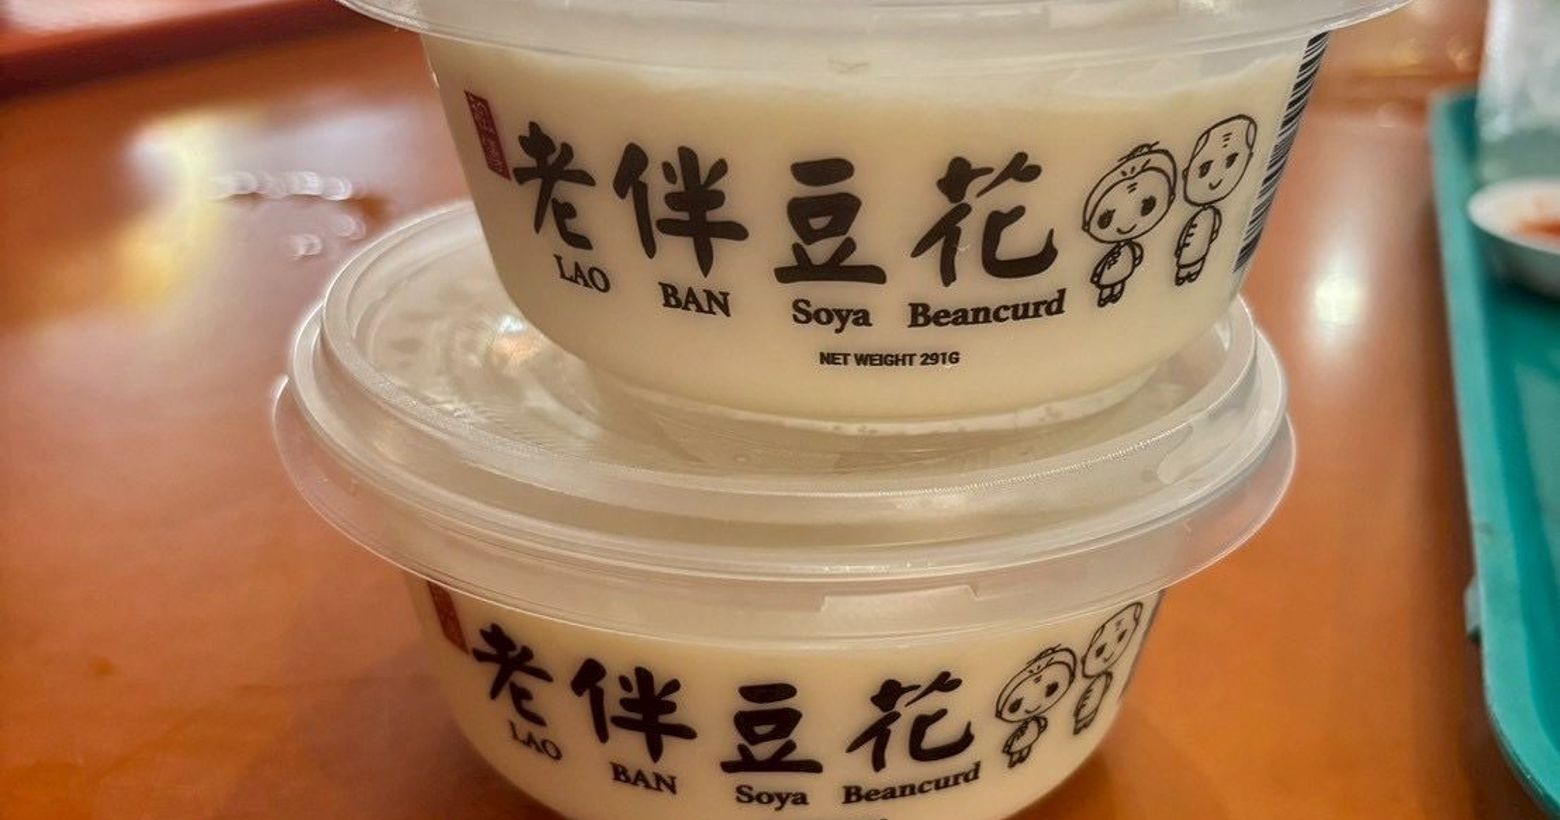 老伴豆花
LAO BAN Soya Beancurd
NET WEIGHT 291G
老伴豆花
LAO BAN Soya Beancurd